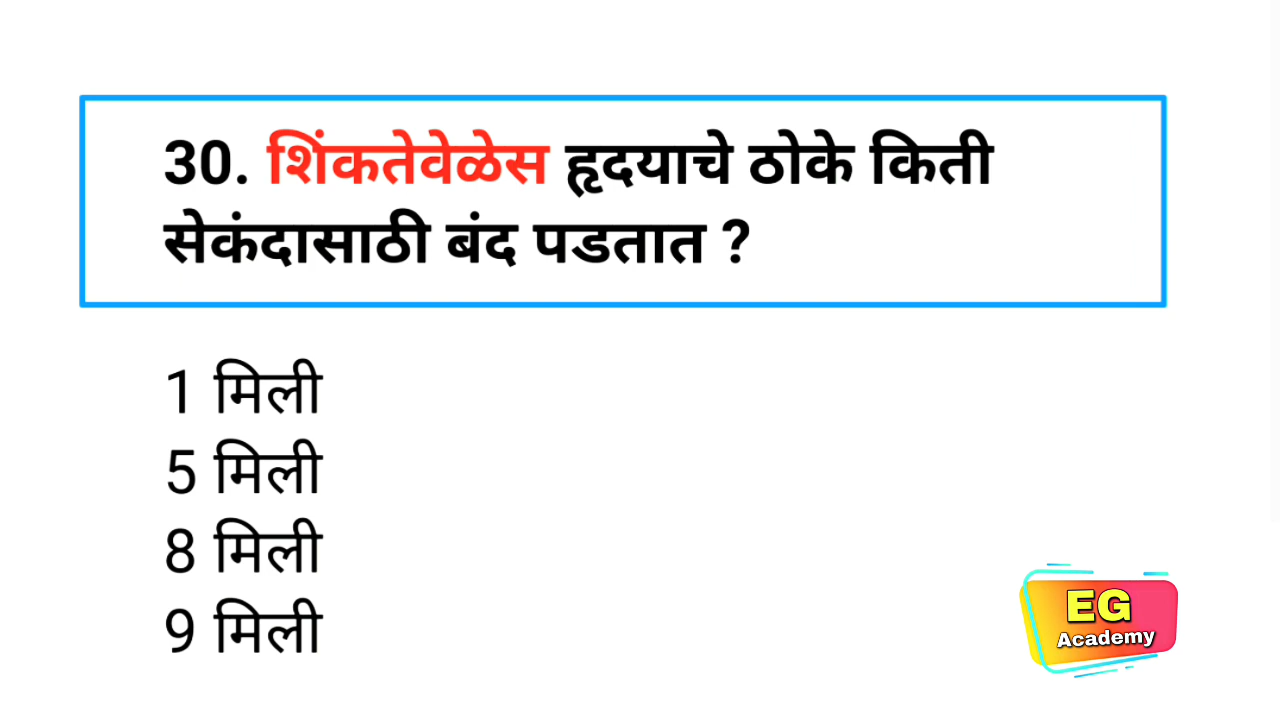 30. शिंकतेवेळेस हृदयाचे ठोके किती
सेकंदासाठी बंद पडतात ?
1 मिली
5 मिली
8 मिली
9 मिली
EG
Academy